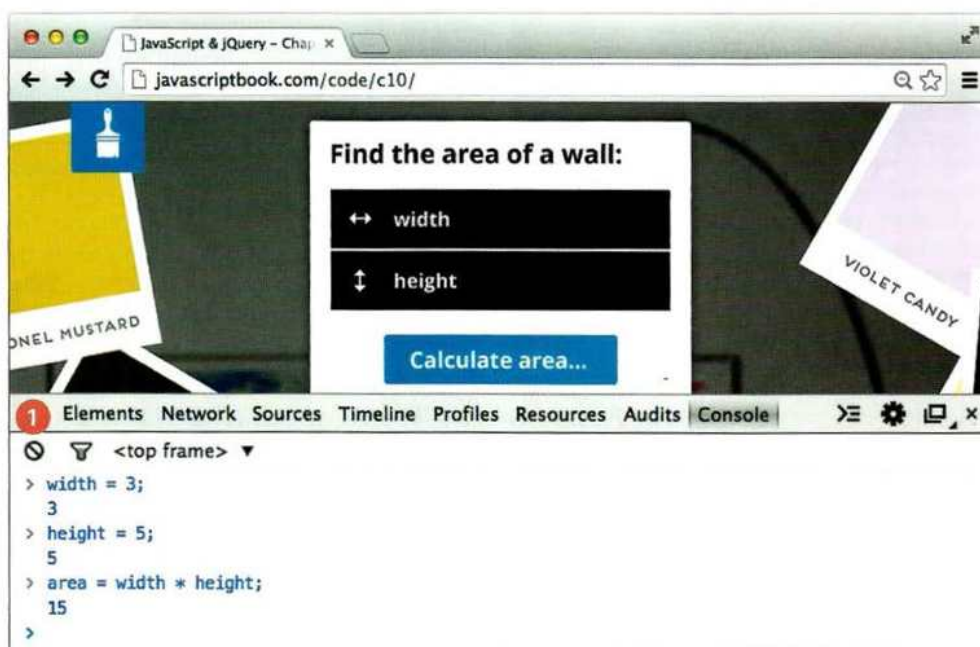 JavaScript & jQuery – Chap ×
javascriptbook.com/code/c10/
Find the area of a wall:
width
height
Calculate area...
ONEL MUSTARD
VIOLET CANDY
1 Elements Network Sources Timeline Profiles Resources Audits Console
<top frame> ▼
> width = 3;
3
> height = 5;
5
> area = width * height;
15
>